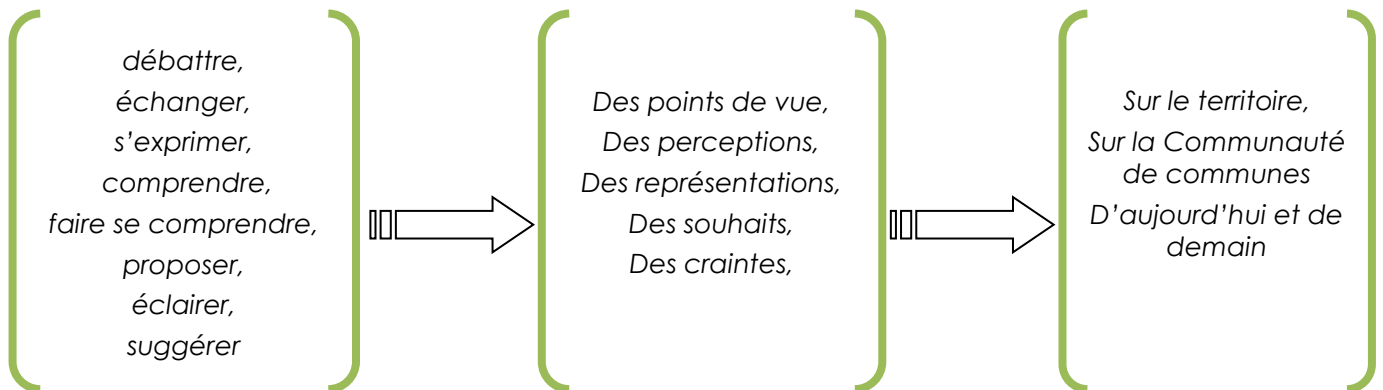 débattre,
échanger,
s’exprimer,
comprendre,
faire se comprendre,
proposer,
éclairer,
suggérer
Des points de vue,
Des perceptions,
Des représentations,
Des souhaits,
Des craintes,
Sur le territoire,
Sur la Communauté
de communes
D’aujourd’hui et de
demain